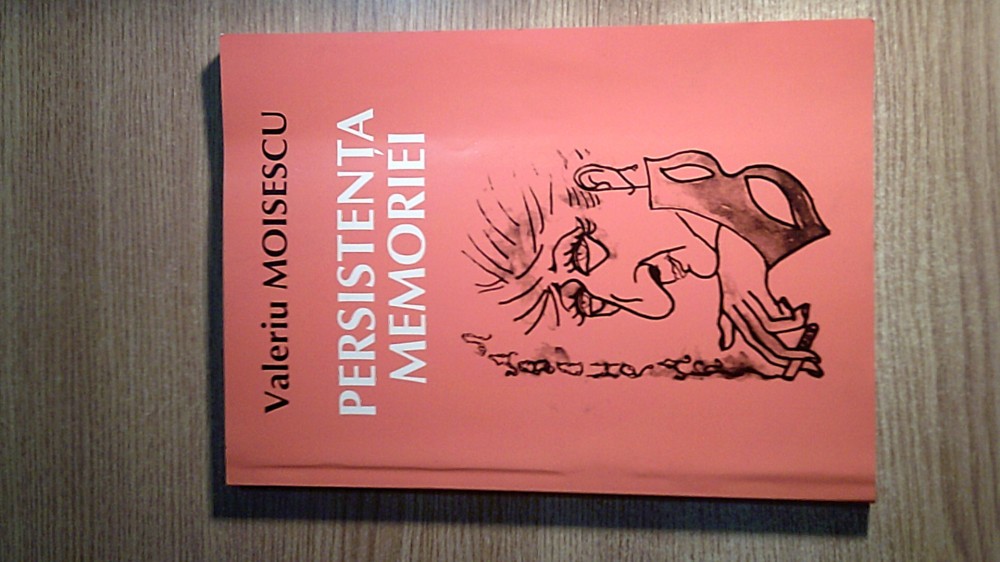 Valeriu MOISESCU
PERSISTENȚA
MEMORIEI